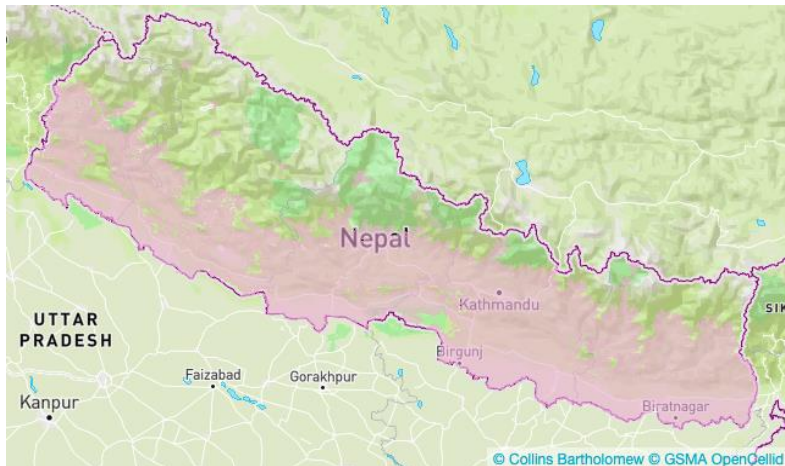 Nepal
Kathmandu
SIK
UTTAR
PRADESH
Birgunj
Faizabad
Gorakhpur
Kanpur
Biratnagar
© Collins Bartholomew © GSMA OpenCellid